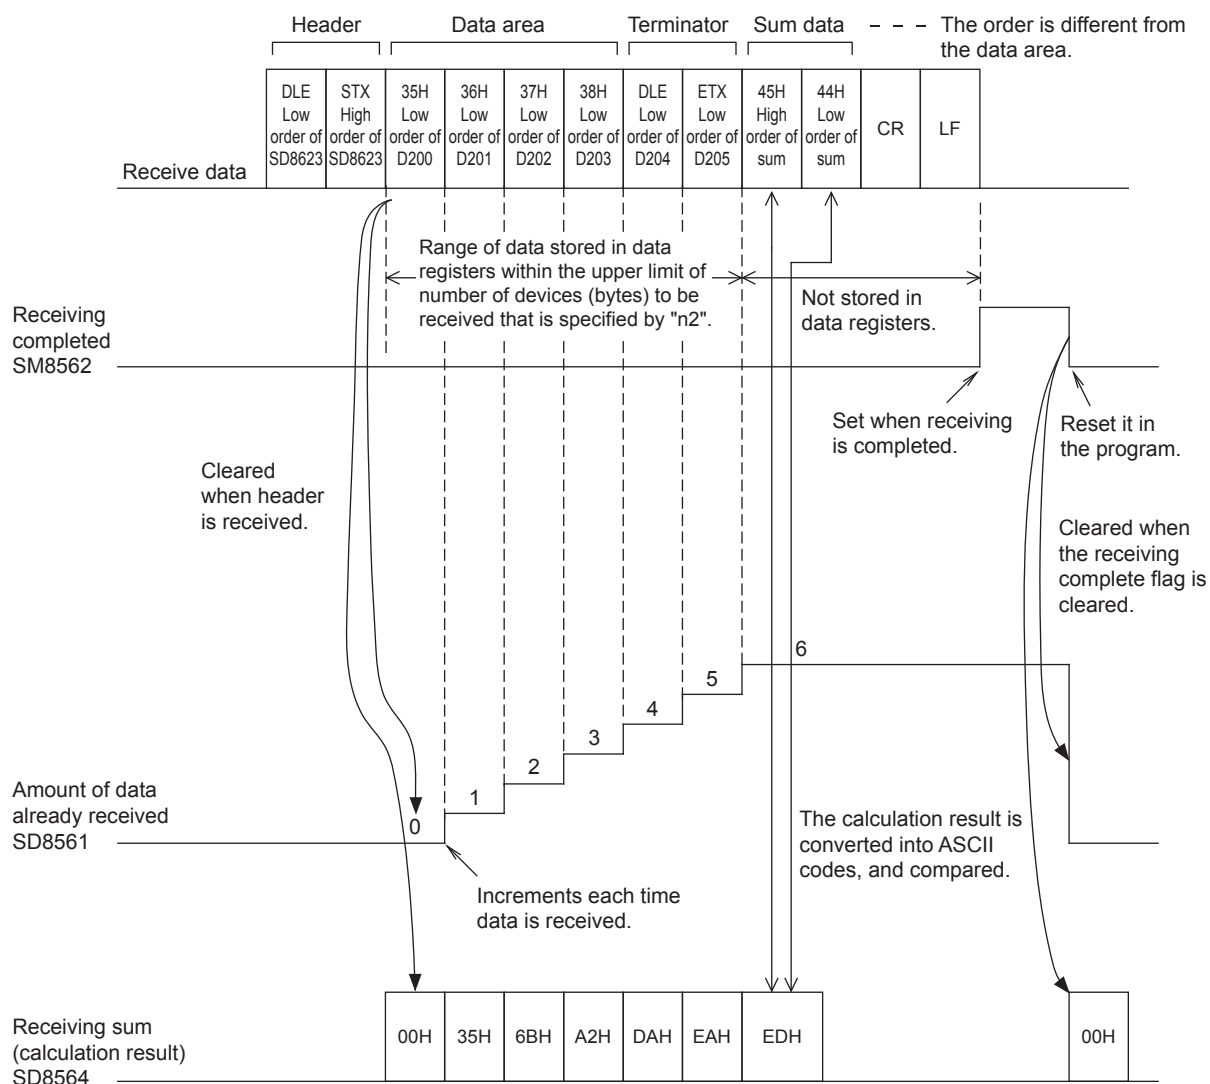 Header
Data area
Terminator
Sum data
The order is different from
the data area.
DLE
Low
order of
SD8623
STX
High
order of
SD8623
35H
Low
order of
D200
36H
Low
order of
D201
37H
Low
order of
D202
38H
Low
order of
D203
DLE
Low
order of
D204
ETX
Low
order of
D205
45H
High
order of
sum
44H
Low
order of
sum
CR
LF
Receive data
Range of data stored in data
registers within the upper limit of
number of devices (bytes) to be
received that is specified by "n2".
Not stored in
data registers.
Receiving
completed
SM8562
Set when receiving
is completed.
Reset it in
the program.
Cleared
when header
is received.
Cleared when
the receiving
complete flag is
cleared.
6
5
4
3
2
1
0
Amount of data
already received
SD8561
The calculation result is
converted into ASCII
codes, and compared.
Increments each time
data is received.
Receiving sum
(calculation result)
SD8564
00H
35H
6BH
A2H
DAH
EAH
EDH
00H